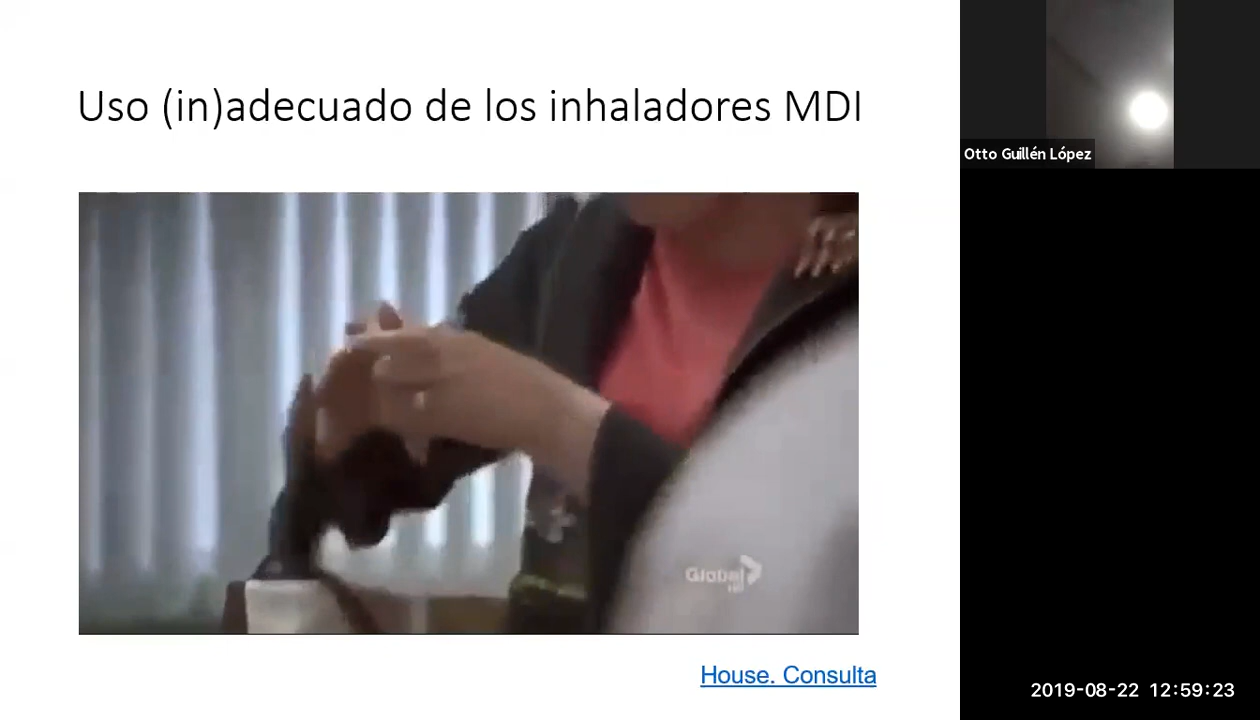 Uso (in)adecuado de los inhaladores MDI
Otto Guillén López
Global
House. Consulta
2019-08-22 12:59:23